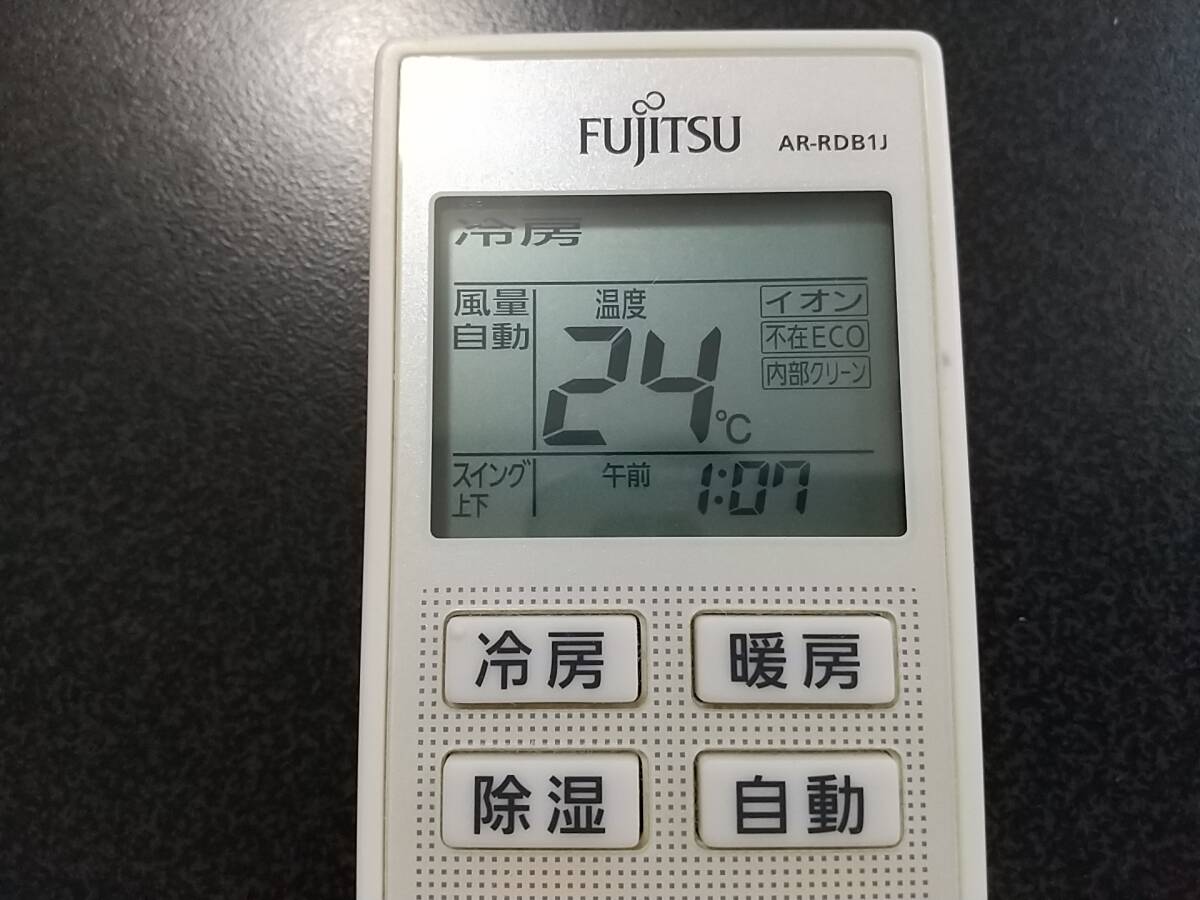 FUJITSU AR-RDB1J
冷房
風量 温度 イオン
自動 24℃ 不在ECO
内部クリーン
スイング 午前 1:07
上下
冷房 暖房
除湿 自動